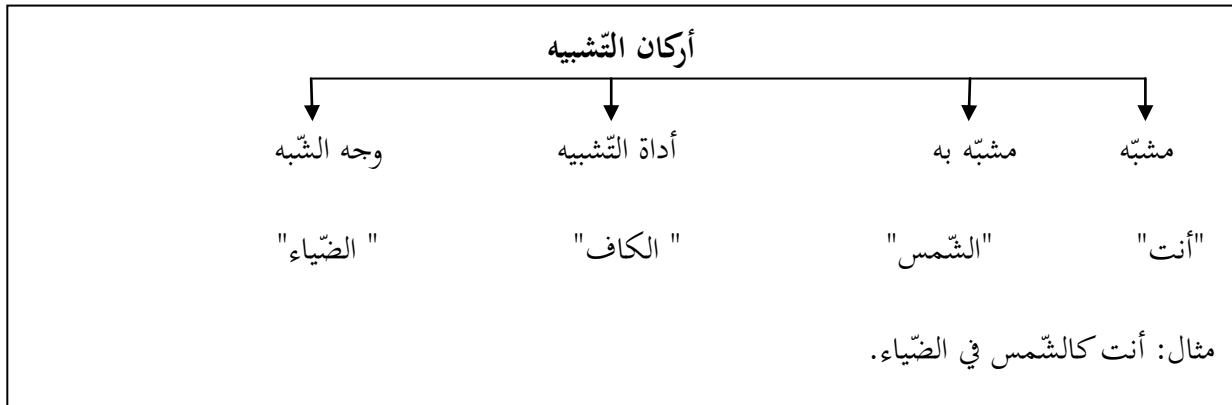 أركان التّشبيه
مشبّه مشبّه به أداة التّشبيه وجه الشّبه
"أنت" "الشّمس" " الكاف" " الضّياء"
مثال: أنت كالشّمس في الضّياء.